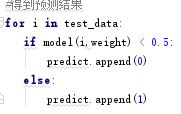 #得到预测结果
for i in test_data:
    if model(i,weight) < 0.5:
        predict.append(0)
    else:
        predict.append(1)